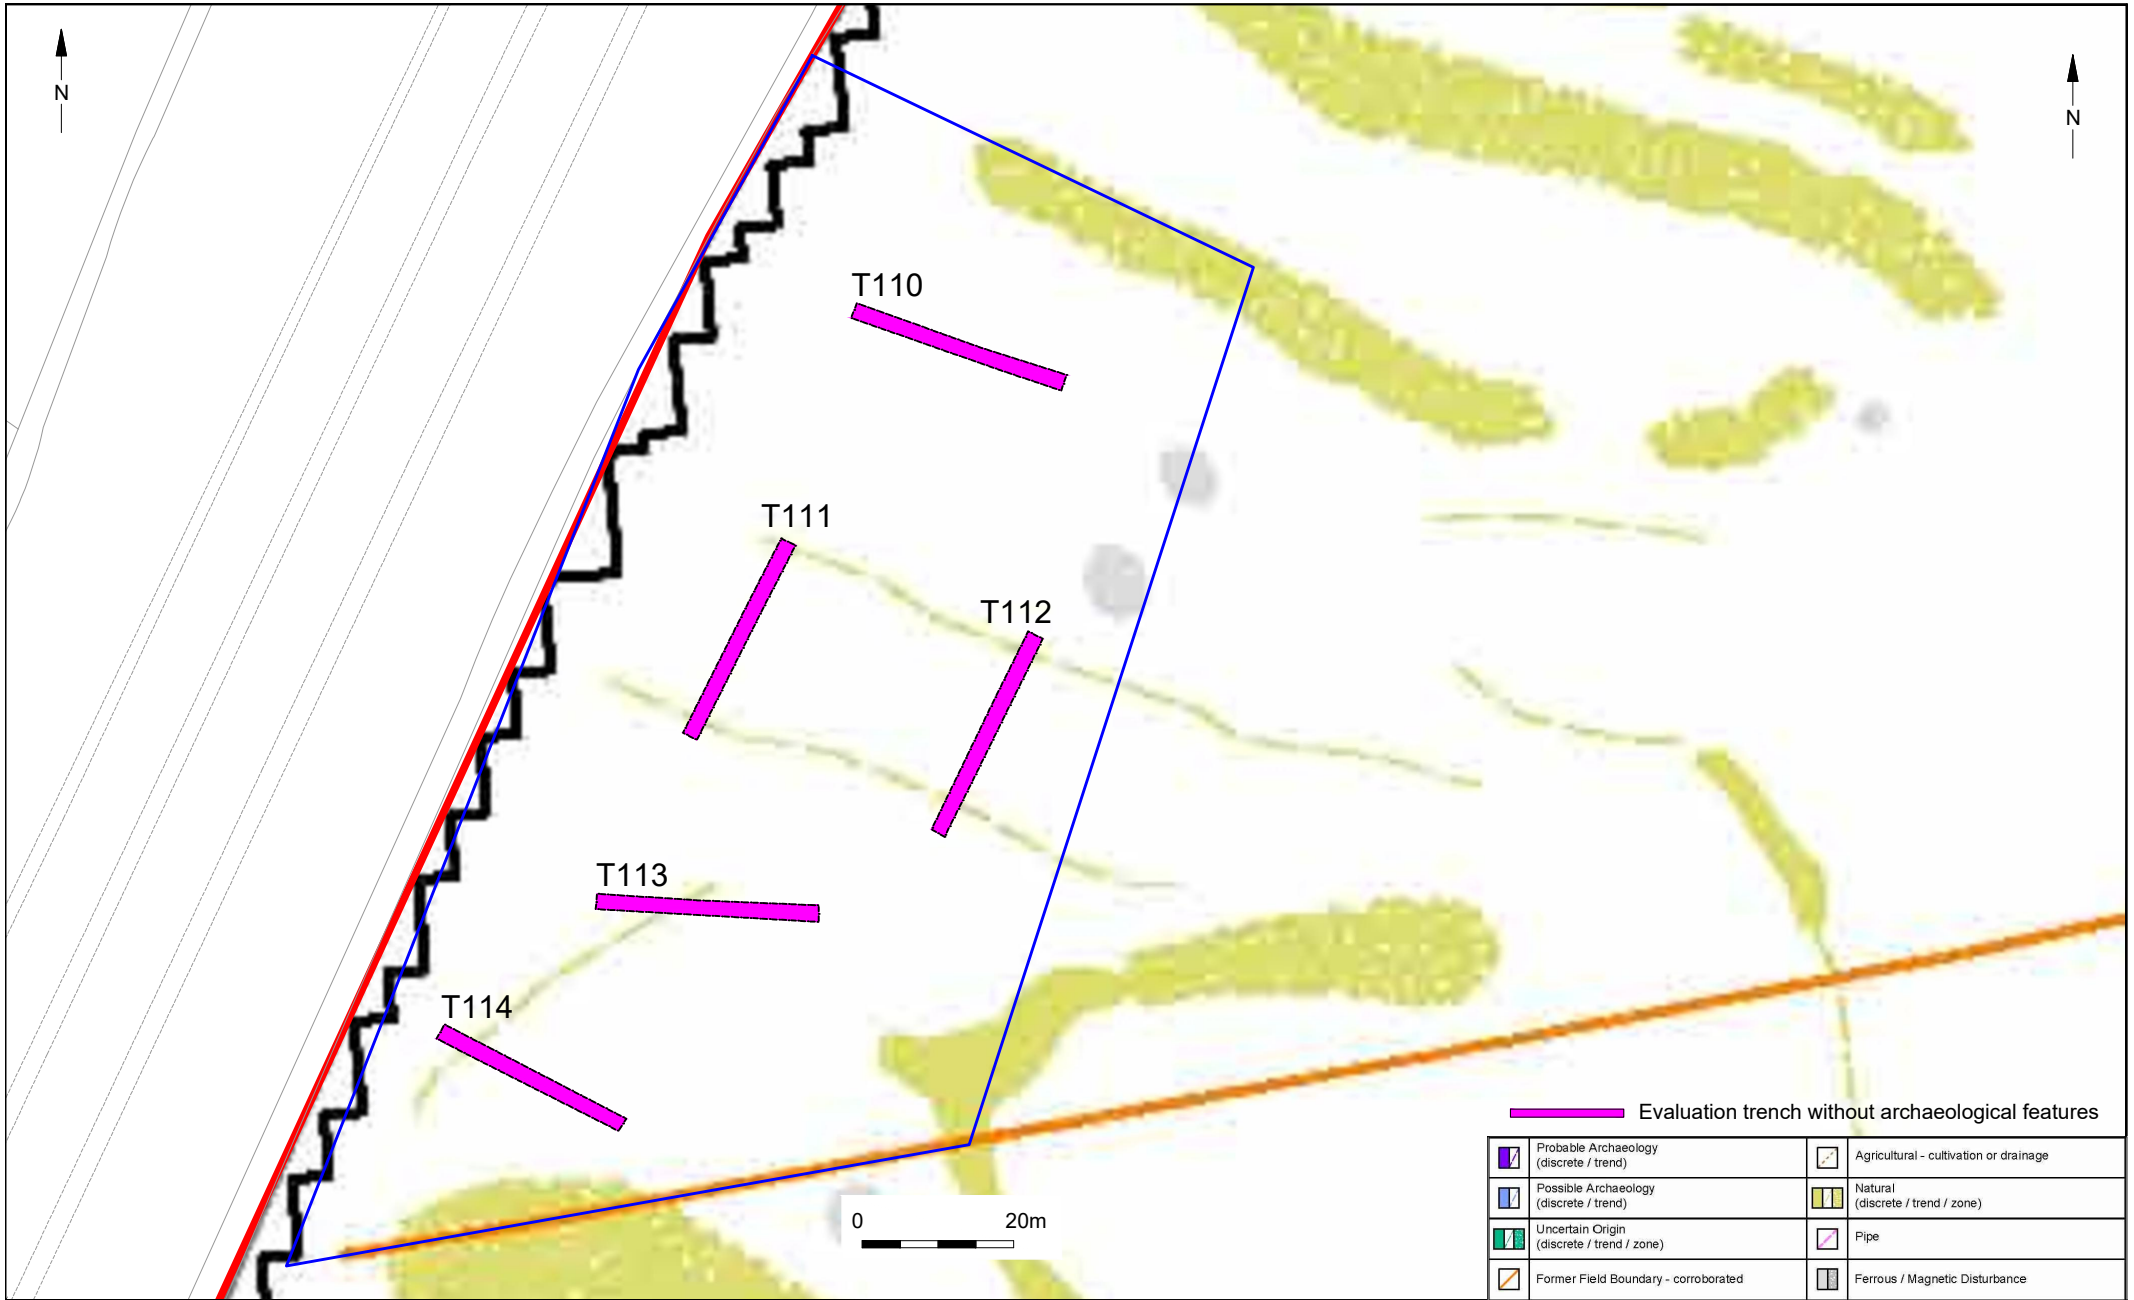 N
N
T110
T111
T112
T113
T114
0 20m
Evaluation trench without archaeological features
Probable Archaeology
(discrete / trend)
Agricultural - cultivation or drainage
Possible Archaeology
(discrete / trend)
Natural
(discrete / trend / zone)
Uncertain Origin
(discrete / trend / zone)
Pipe
Former Field Boundary - corroborated
Ferrous / Magnetic Disturbance